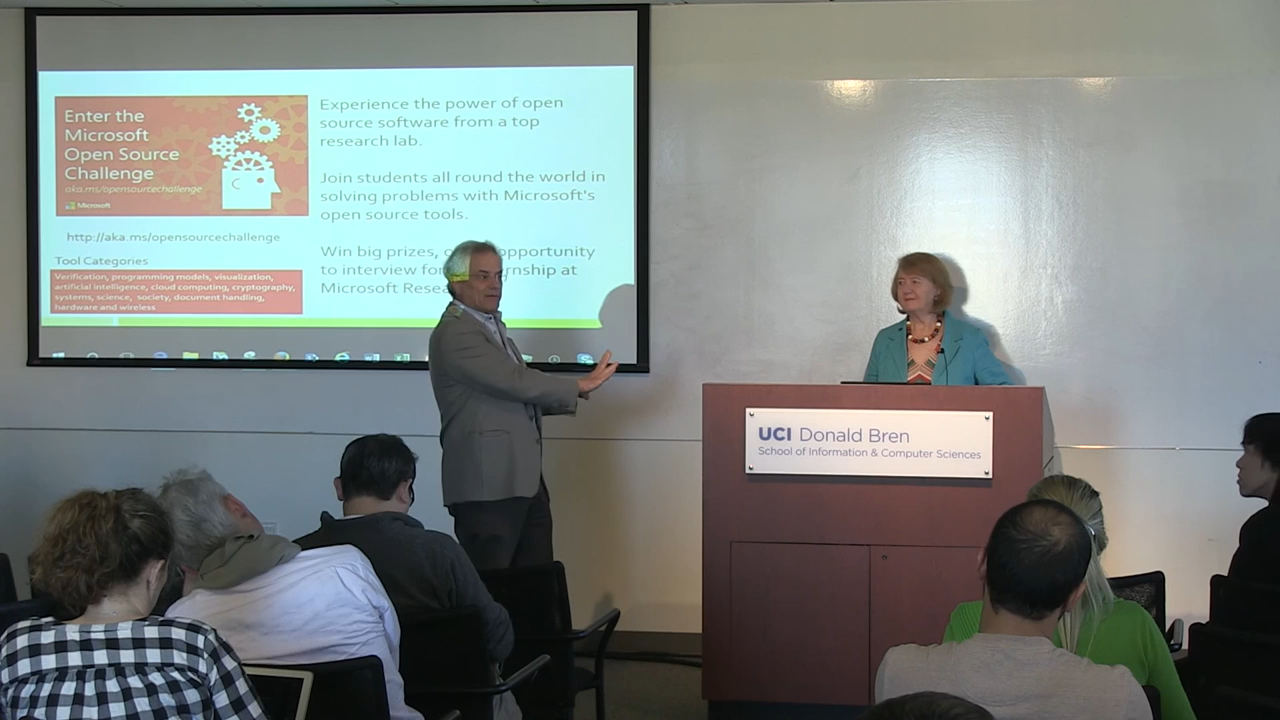 Enter the
Microsoft
Open Source
Challenge
aka.ms/opensourcechallenge
Microsoft
http://aka.ms/opensourcechallenge
Tool Categories
Verification, programming models, visualization,
artificial intelligence, cloud computing, cryptography,
systems, science, society, document handling,
hardware and wireless
Experience the power of open
source software from a top
research lab.
Join students all round the world in
solving problems with Microsoft's
open source tools.
Win big prizes, opportunity
to interview for
Microsoft
UCI Donald Bren
School of Information & Computer Sciences